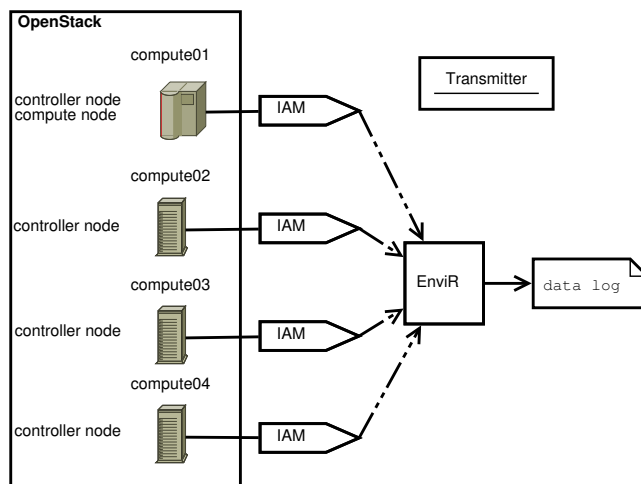 OpenStack
compute01
controller node
compute node
IAM
Transmitter
compute02
controller node
IAM
EnviR
data log
compute03
controller node
IAM
compute04
controller node
IAM